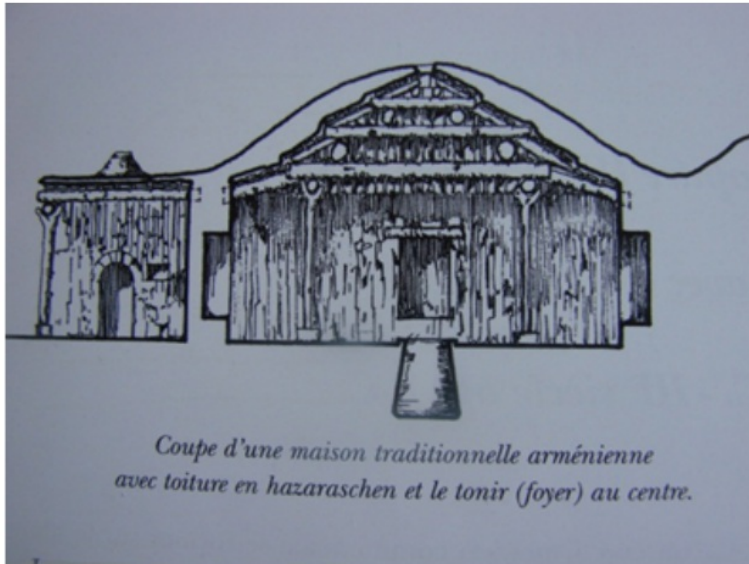 Coupe d'une maison traditionnelle arménienne
avec toiture en hazaraschen et le tonir (foyer) au centre.